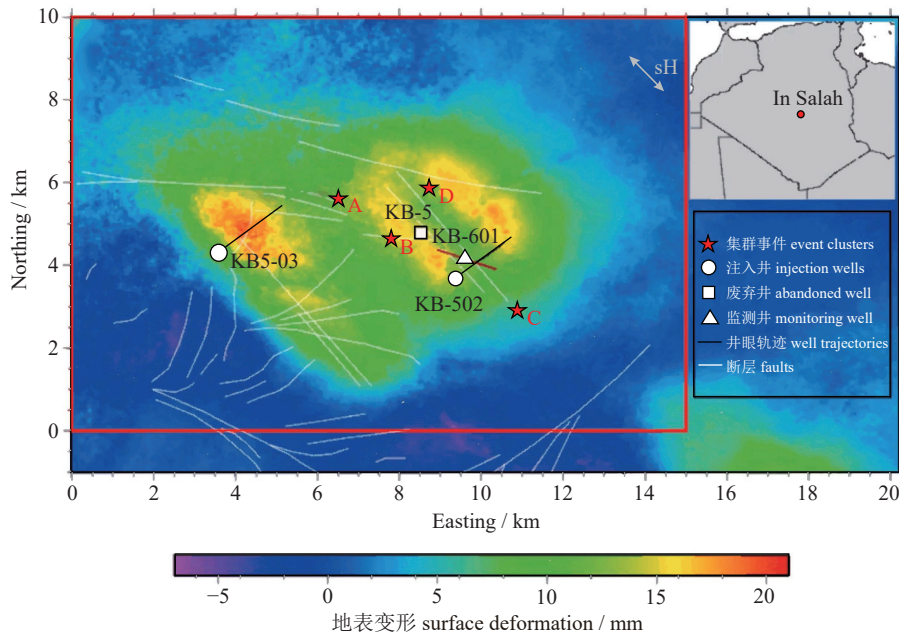 10
8
6
4
2
0
Northing / km
0 2 4 6 8 10 12 14 16 18 20
Easting / km
sH
In Salah
A
D
KB-5
B
KB-601
KB5-03
KB-502
C
集群事件 event clusters
注入井 injection wells
废弃井 abandoned well
监测井 monitoring well
井眼轨迹 well trajectories
断层 faults
−5 0 5 10 15 20
地表变形 surface deformation / mm